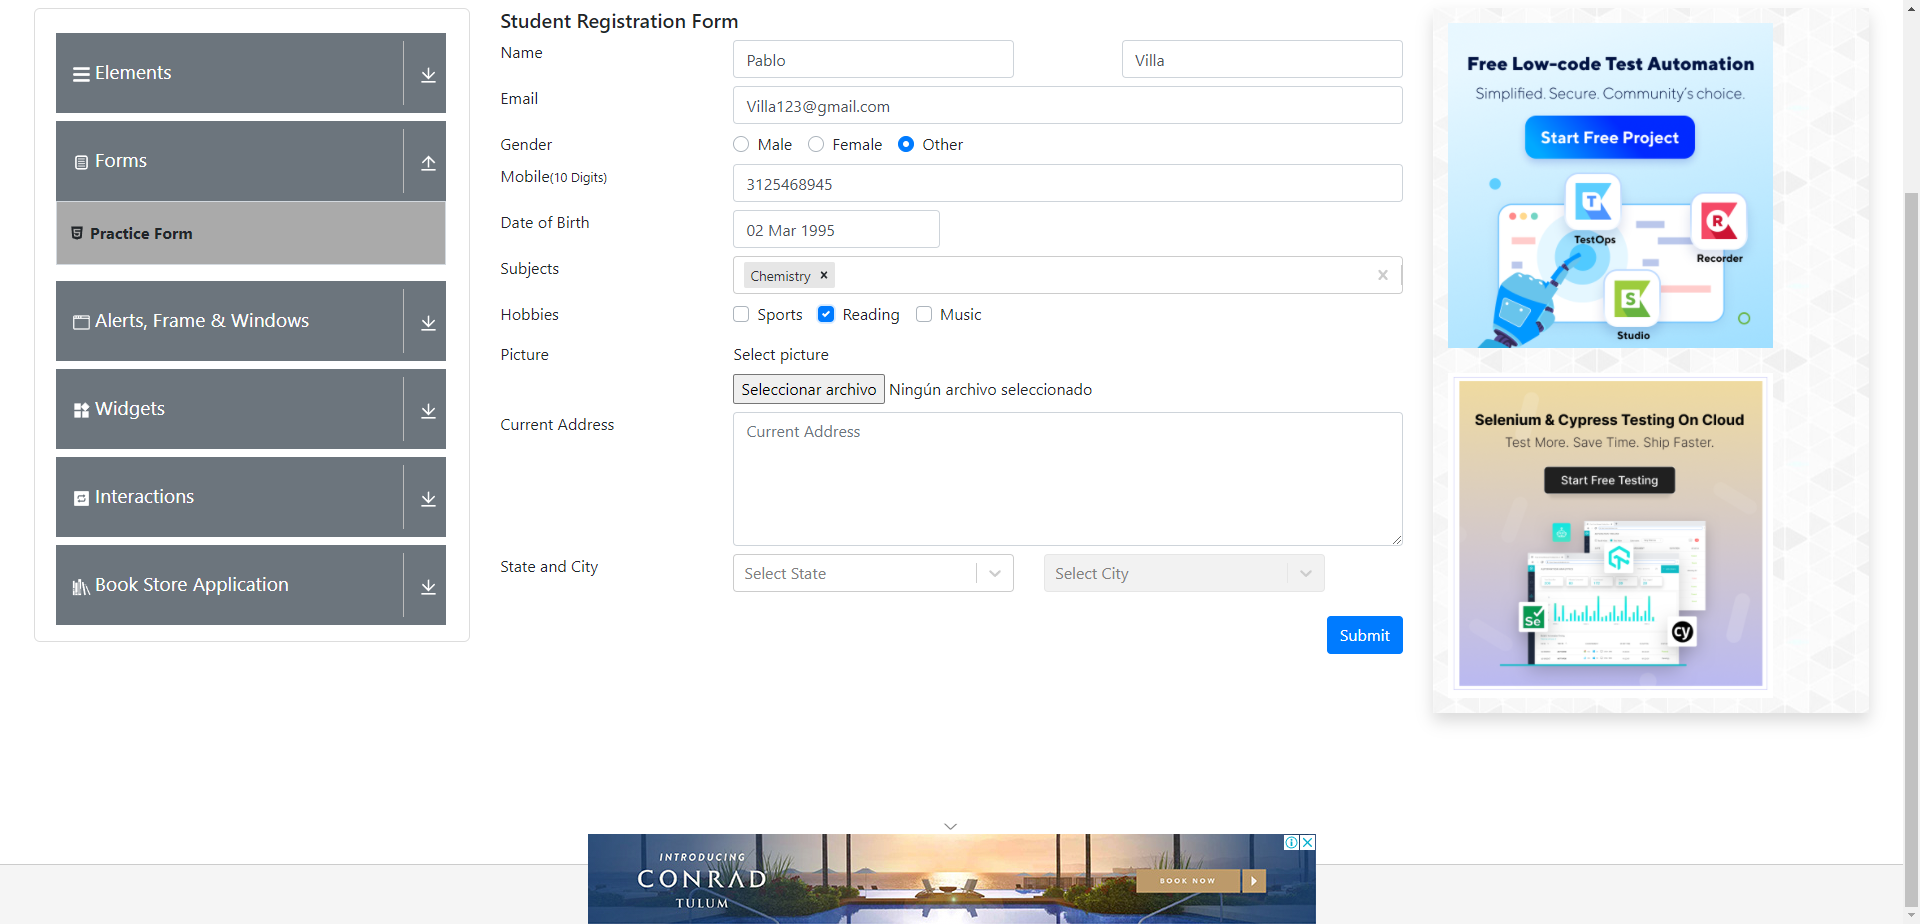 Elements
Forms
Practice Form
Alerts, Frame & Windows
Widgets
Interactions
Book Store Application
Student Registration Form
Name
Pablo
Villa
Email
Villa123@gmail.com
Gender
Male
Female
Other
Mobile(10 Digits)
3125468945
Date of Birth
02 Mar 1995
Subjects
Chemistry
Hobbies
Sports
Reading
Music
Picture
Select picture
Seleccionar archivo Ningún archivo seleccionado
Current Address
Current Address
State and City
Select State
Select City
Submit
Free Low-code Test Automation
Simplified. Secure. Community's choice.
Start Free Project
T
TestOps
R
Recorder
S
Studio
Selenium & Cypress Testing On Cloud
Test More. Save Time. Ship Faster.
Start Free Testing
Se
cy
INTRODUCING
CONRAD
TULUM
BOOK NOW